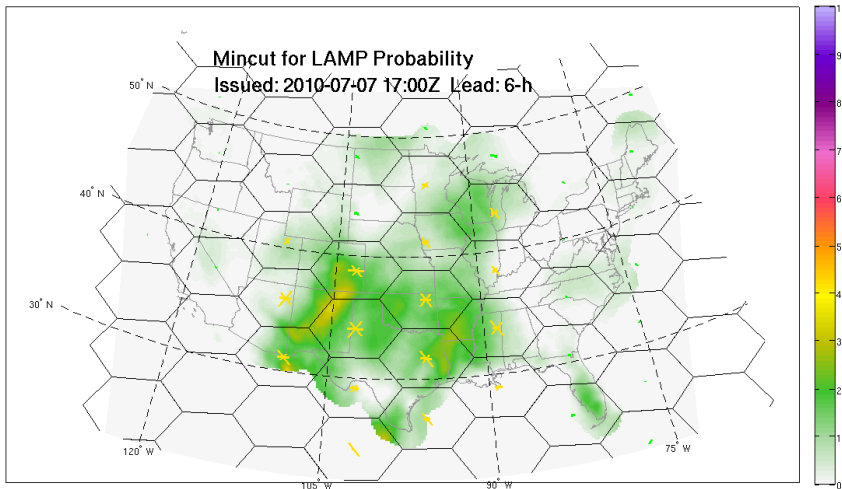 Mincut for LAMP Probability
Issued: 2010-07-07 17:00Z Lead: 6-h
50° N
40° N
30° N
120° W
105° W
90° W
75° W
1
9
8
7
6
5
4
3
2
1
0